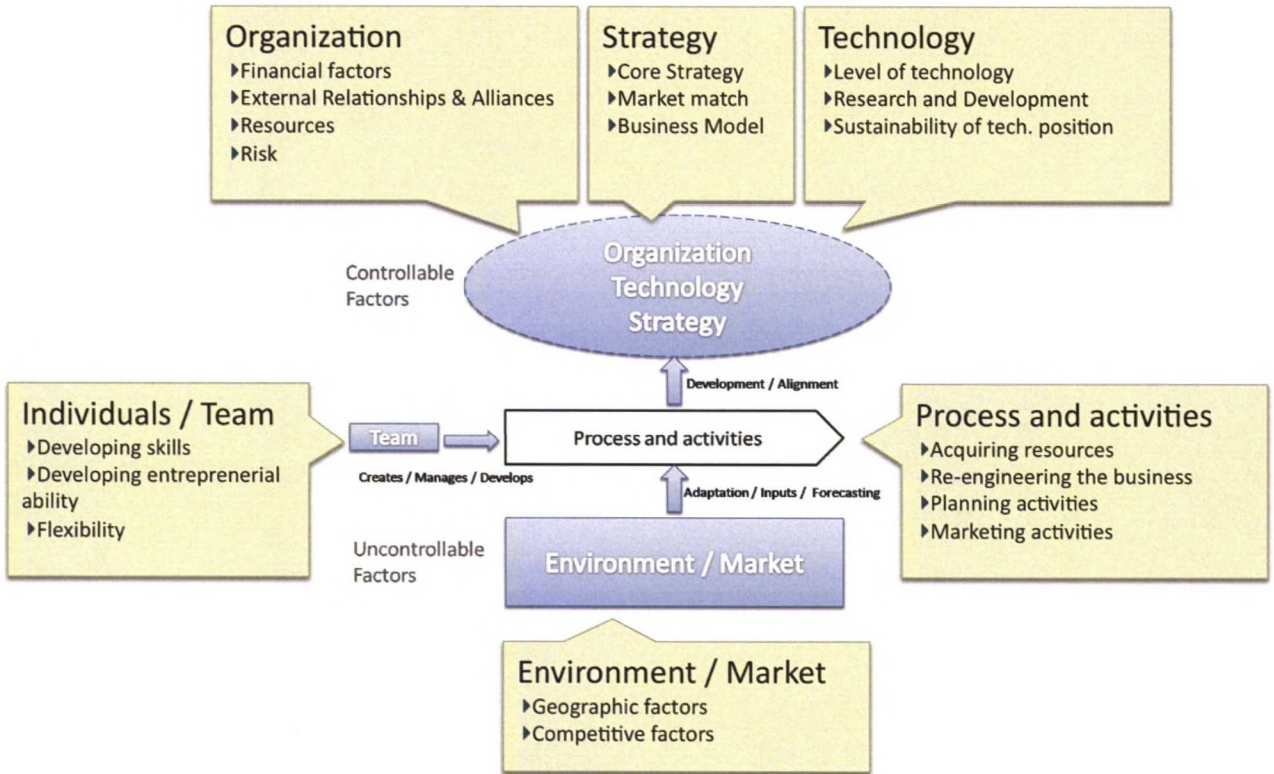 Organization
Financial factors
External Relationships & Alliances
Resources
Risk
Strategy
Core Strategy
Market match
Business Model
Technology
Level of technology
Research and Development
Sustainability of tech. position
Controllable
Factors
Organization
Technology
Strategy
Development / Alignment
Individuals / Team
Developing skills
Developing entreprenerial
ability
Flexibility
Team
Creates / Manages / Develops
Process and activities
Adaptation / Inputs / Forecasting
Process and activities
Acquiring resources
Re-engineering the business
Planning activities
Marketing activities
Uncontrollable
Factors
Environment / Market
Environment / Market
Geographic factors
Competitive factors